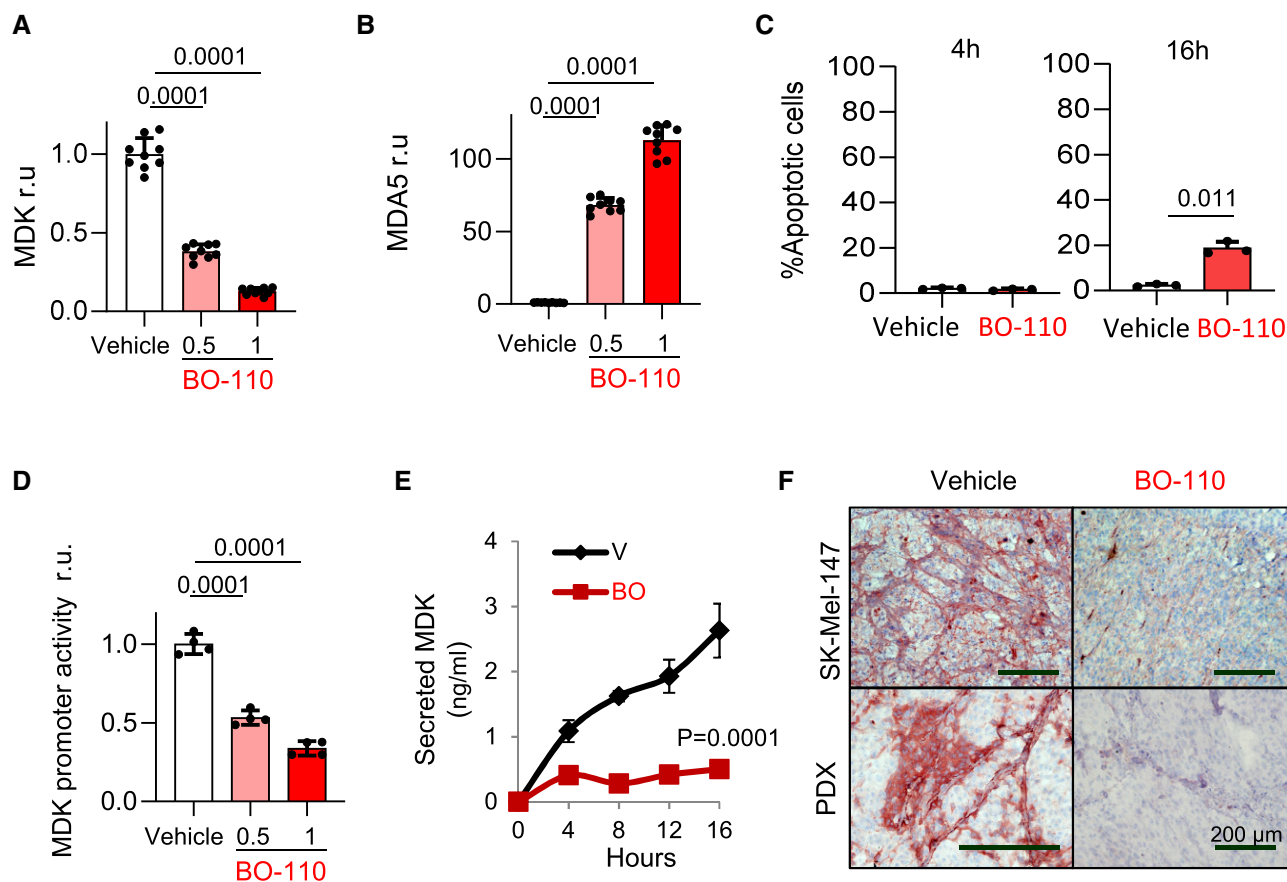 A
0.0001
0.0001
MDK r.u
1.0
0.5
0.0
Vehicle
0.5
1
BO-110
B
0.0001
0.0001
MDA5 r.u
100
50
0
Vehicle
0.5
1
BO-110
C
4h
16h
%Apoptotic cells
100
80
60
40
20
0
Vehicle
BO-110
100
80
60
40
20
0
0.011
Vehicle
BO-110
D
0.0001
0.0001
MDK promoter activity r.u.
1.0
0.5
0.0
Vehicle
0.5
1
BO-110
E
Secreted MDK
(ng/ml)
4
3
2
1
0
V
BO
P=0.0001
0
4
8
12
16
Hours
F
Vehicle
BO-110
SK-Mel-147
PDX
200 µm